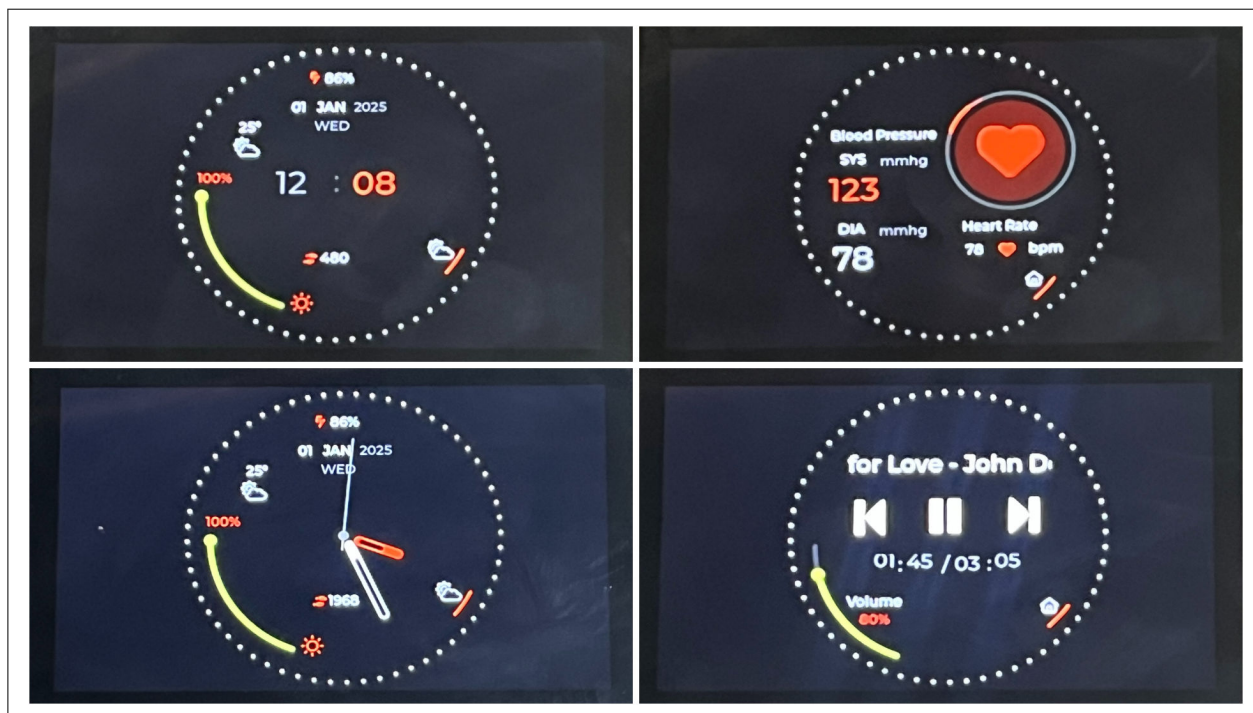 86%
01 JAN 2025
WED
25°
100%
12 : 08
480
Blood Pressure
SYS mmhg
123
DIA mmhg
78
Heart Rate
78 bpm
86%
01 JAN 2025
WED
25°
100%
1968
for Love - John D
01:45 / 03:05
Volume
80%